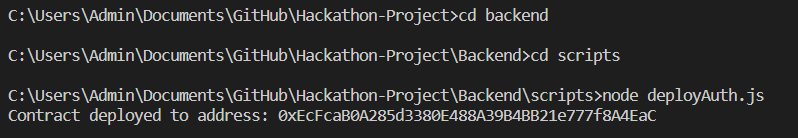 C:\Users\Admin\Documents\GitHub\Hackathon-Project>cd backend
C:\Users\Admin\Documents\GitHub\Hackathon-Project\Backend>cd scripts
C:\Users\Admin\Documents\GitHub\Hackathon-Project\Backend\scripts>node deployAuth.js
Contract deployed to address: 0xEcFcaB0A285d3380E488A39B4BB21e777f8A4EaC